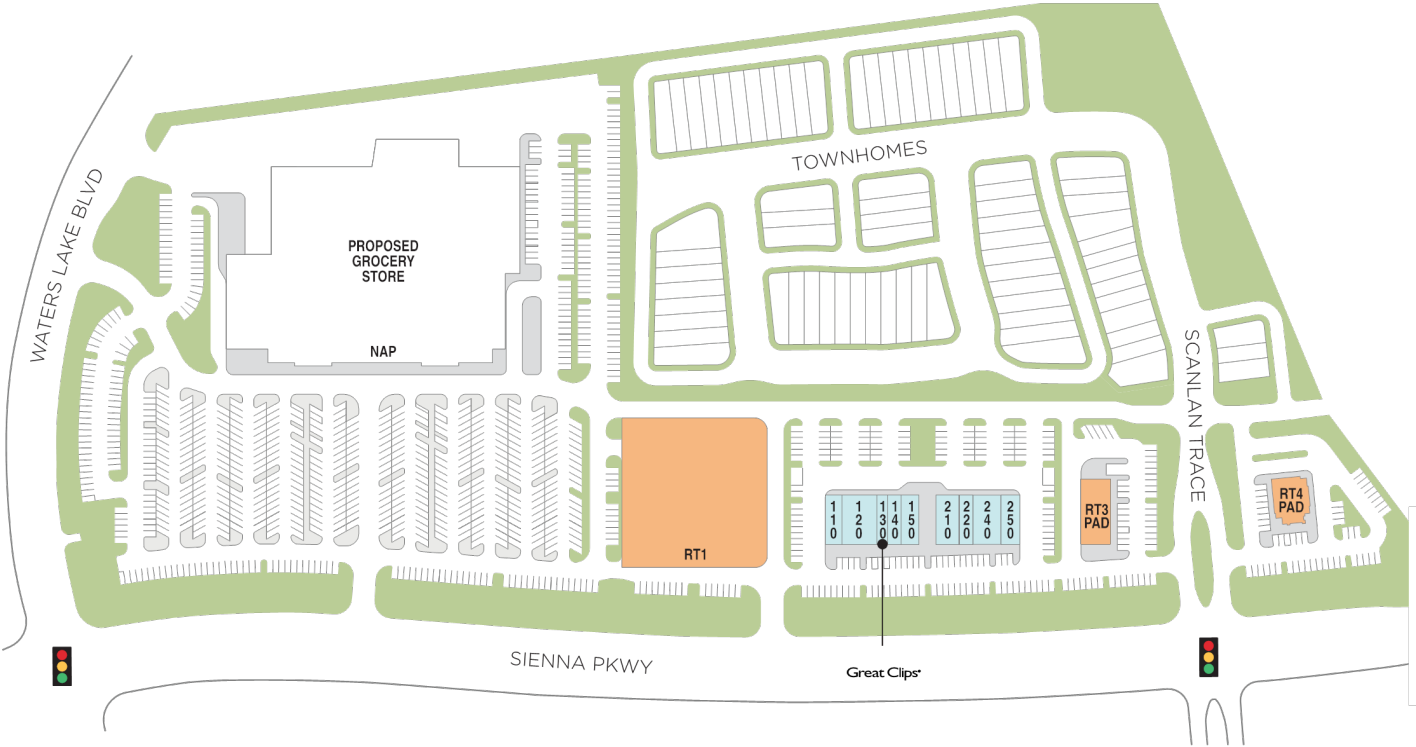 TOWNHOMES
WATERS LAKE BLVD
PROPOSED
GROCERY
STORE
NAP
SCANLAN TRACE
RT1
110
120
130
140
150
210
220
240
250
RT3
PAD
RT4
PAD
SIENNA PKWY
Great Clips®